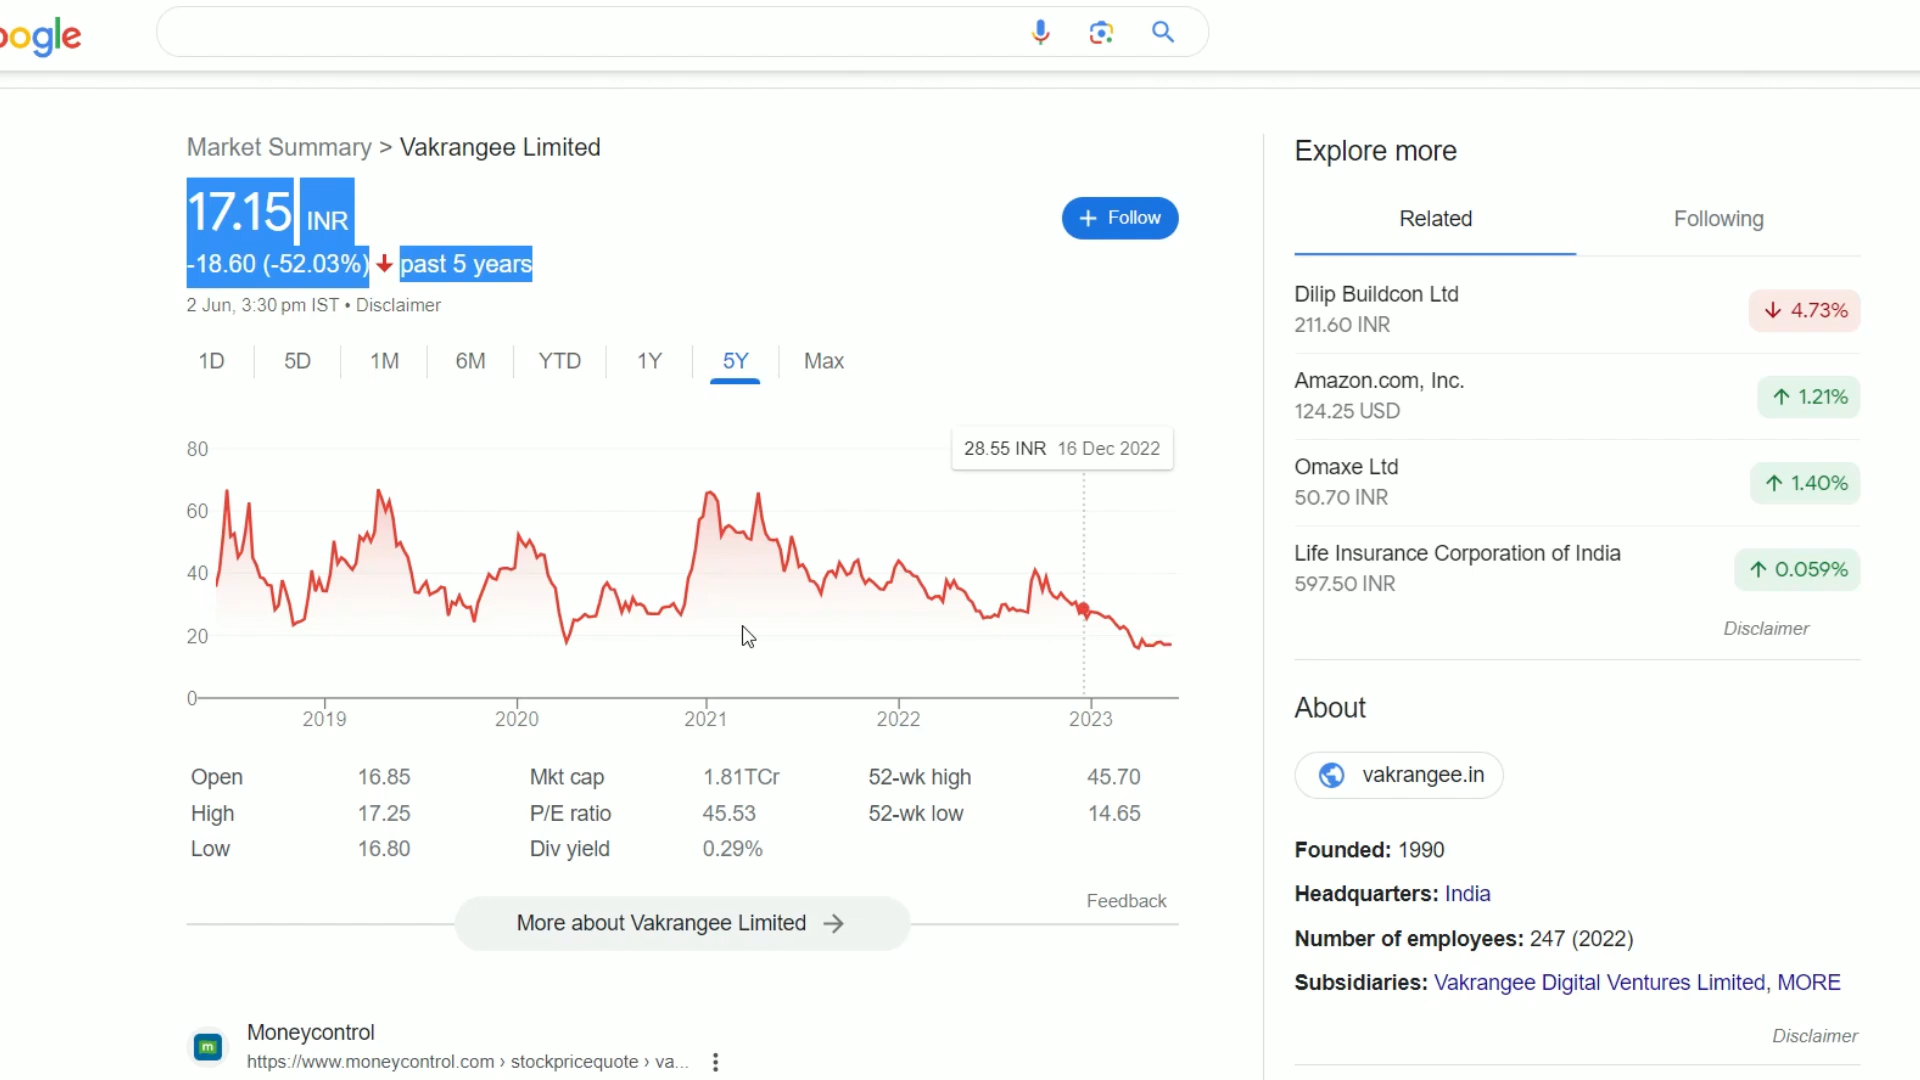 oogle
Market Summary > Vakrangee Limited
17.15 INR
-18.60 (-52.03%) past 5 years
2 Jun, 3:30 pm IST • Disclaimer
+ Follow
1D 5D 1M 6M YTD 1Y 5Y Max
28.55 INR 16 Dec 2022
80
60
40
20
0
2019 2020 2021 2022 2023
Open 16.85 Mkt cap 1.81TCr 52-wk high 45.70
High 17.25 P/E ratio 45.53 52-wk low 14.65
Low 16.80 Div yield 0.29%
Feedback
More about Vakrangee Limited →
Moneycontrol
https://www.moneycontrol.com › stockpricequote › va...
Explore more
Related Following
Dilip Buildcon Ltd
211.60 INR
↓ 4.73%
Amazon.com, Inc.
124.25 USD
↑ 1.21%
Omaxe Ltd
50.70 INR
↑ 1.40%
Life Insurance Corporation of India
597.50 INR
↑ 0.059%
Disclaimer
About
vakrangee.in
Founded: 1990
Headquarters: India
Number of employees: 247 (2022)
Subsidiaries: Vakrangee Digital Ventures Limited, MORE
Disclaimer